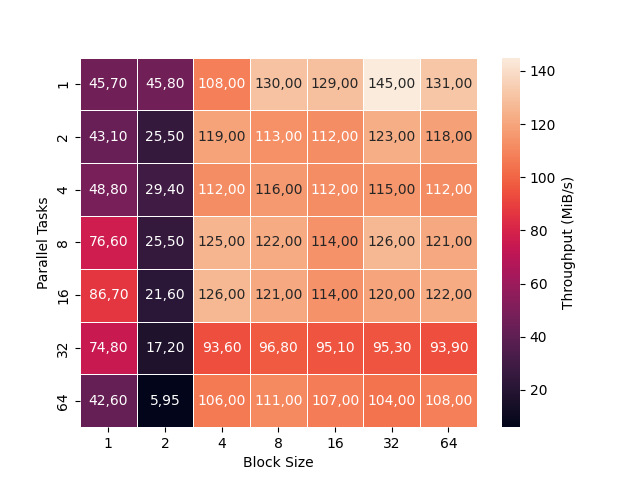 1 45,70 45,80 108,00 130,00 129,00 145,00 131,00
2 43,10 25,50 119,00 113,00 112,00 123,00 118,00
4 48,80 29,40 112,00 116,00 112,00 115,00 112,00
8 76,60 25,50 125,00 122,00 114,00 126,00 121,00
16 86,70 21,60 126,00 121,00 114,00 120,00 122,00
32 74,80 17,20 93,60 96,80 95,10 95,30 93,90
64 42,60 5,95 106,00 111,00 107,00 104,00 108,00
1 2 4 8 16 32 64
Block Size
Parallel Tasks
140
120
100
80
60
40
20
Throughput (MiB/s)